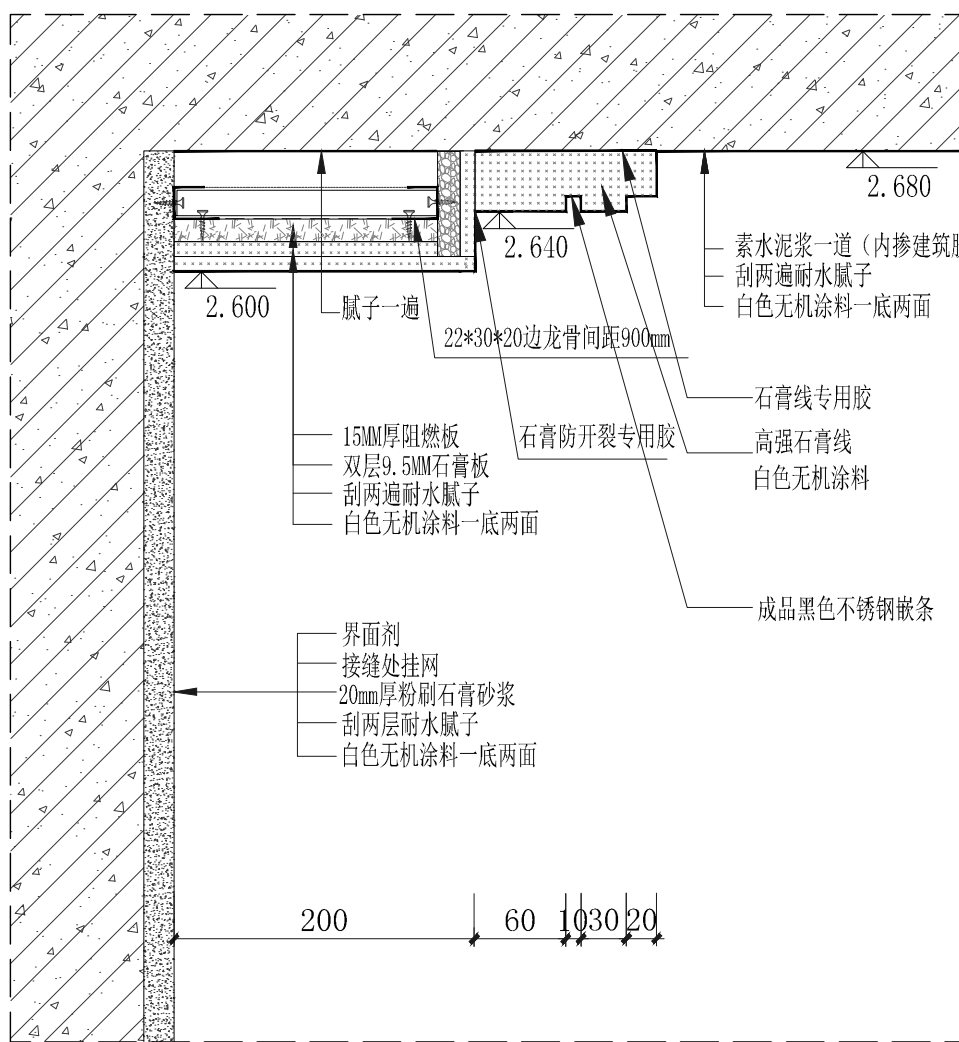 2.680
2.640
2.600
素水泥浆一道（内掺建筑胶
刮两遍耐水腻子
白色无机涂料一底两面
腻子一遍
22*30*20边龙骨间距900mm
石膏线专用胶
高强石膏线
白色无机涂料
石膏防开裂专用胶
15MM厚阻燃板
双层9.5MM石膏板
刮两遍耐水腻子
白色无机涂料一底两面
成品黑色不锈钢嵌条
界面剂
接缝处挂网
20mm厚粉刷石膏砂浆
刮两层耐水腻子
白色无机涂料一底两面
200 60 10 30 20